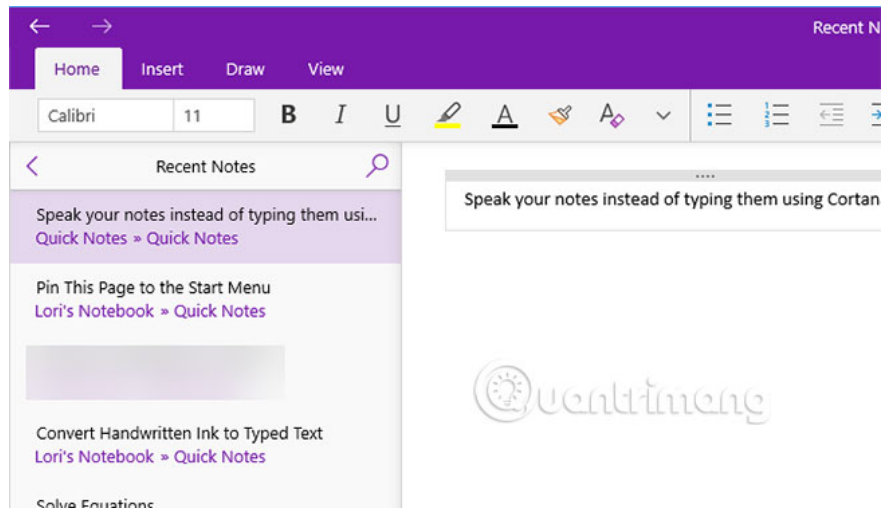 Recent N
Home Insert Draw View
Calibri 11 B I U A A
Recent Notes
Speak your notes instead of typing them usi...
Quick Notes » Quick Notes
Pin This Page to the Start Menu
Lori's Notebook » Quick Notes
Convert Handwritten Ink to Typed Text
Lori's Notebook » Quick Notes
Solve Equations
Speak your notes instead of typing them using Cortan
Quantrimang